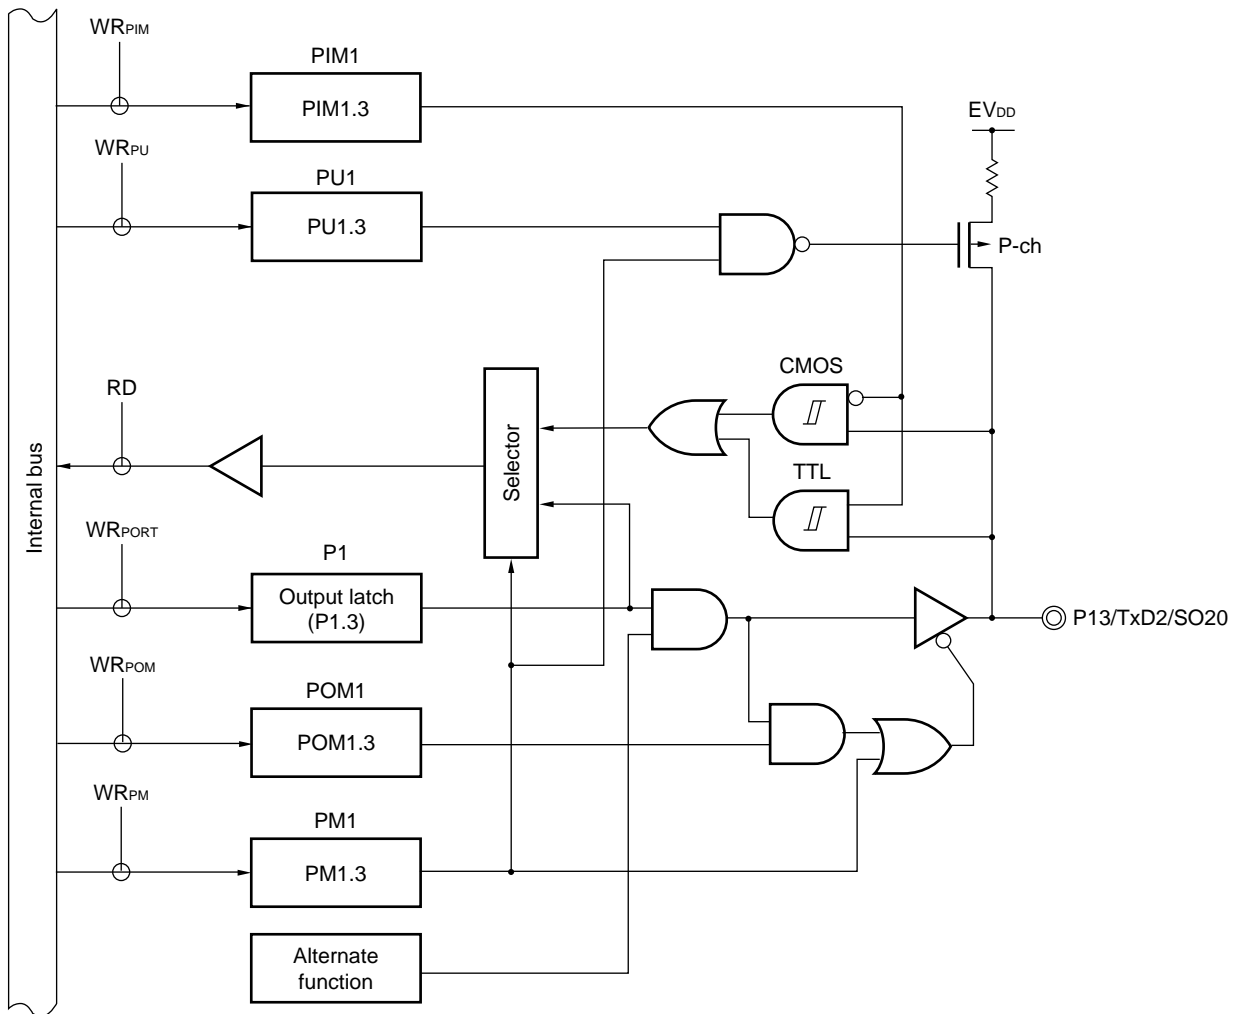 WRPIM
PIM1
PIM1.3
EVDD
WRPU
PU1
PU1.3
P-ch
CMOS
RD
Selector
TTL
Internal bus
WRPORT
P1
Output latch
(P1.3)
P13/TxD2/SO20
WRPOM
POM1
POM1.3
WRPM
PM1
PM1.3
Alternate
function